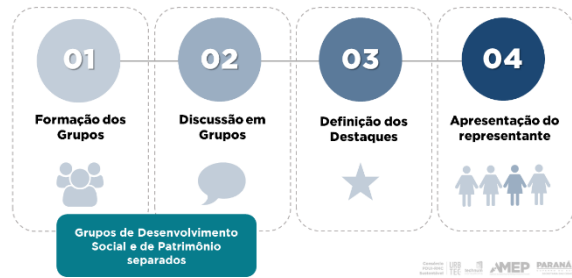 01
Formação dos
Grupos
02
Discussão em
Grupos
03
Definição dos
Destaques
04
Apresentação do
representante
Grupos de Desenvolvimento
Social e de Patrimônio
separados
AMEP
PARANÁ